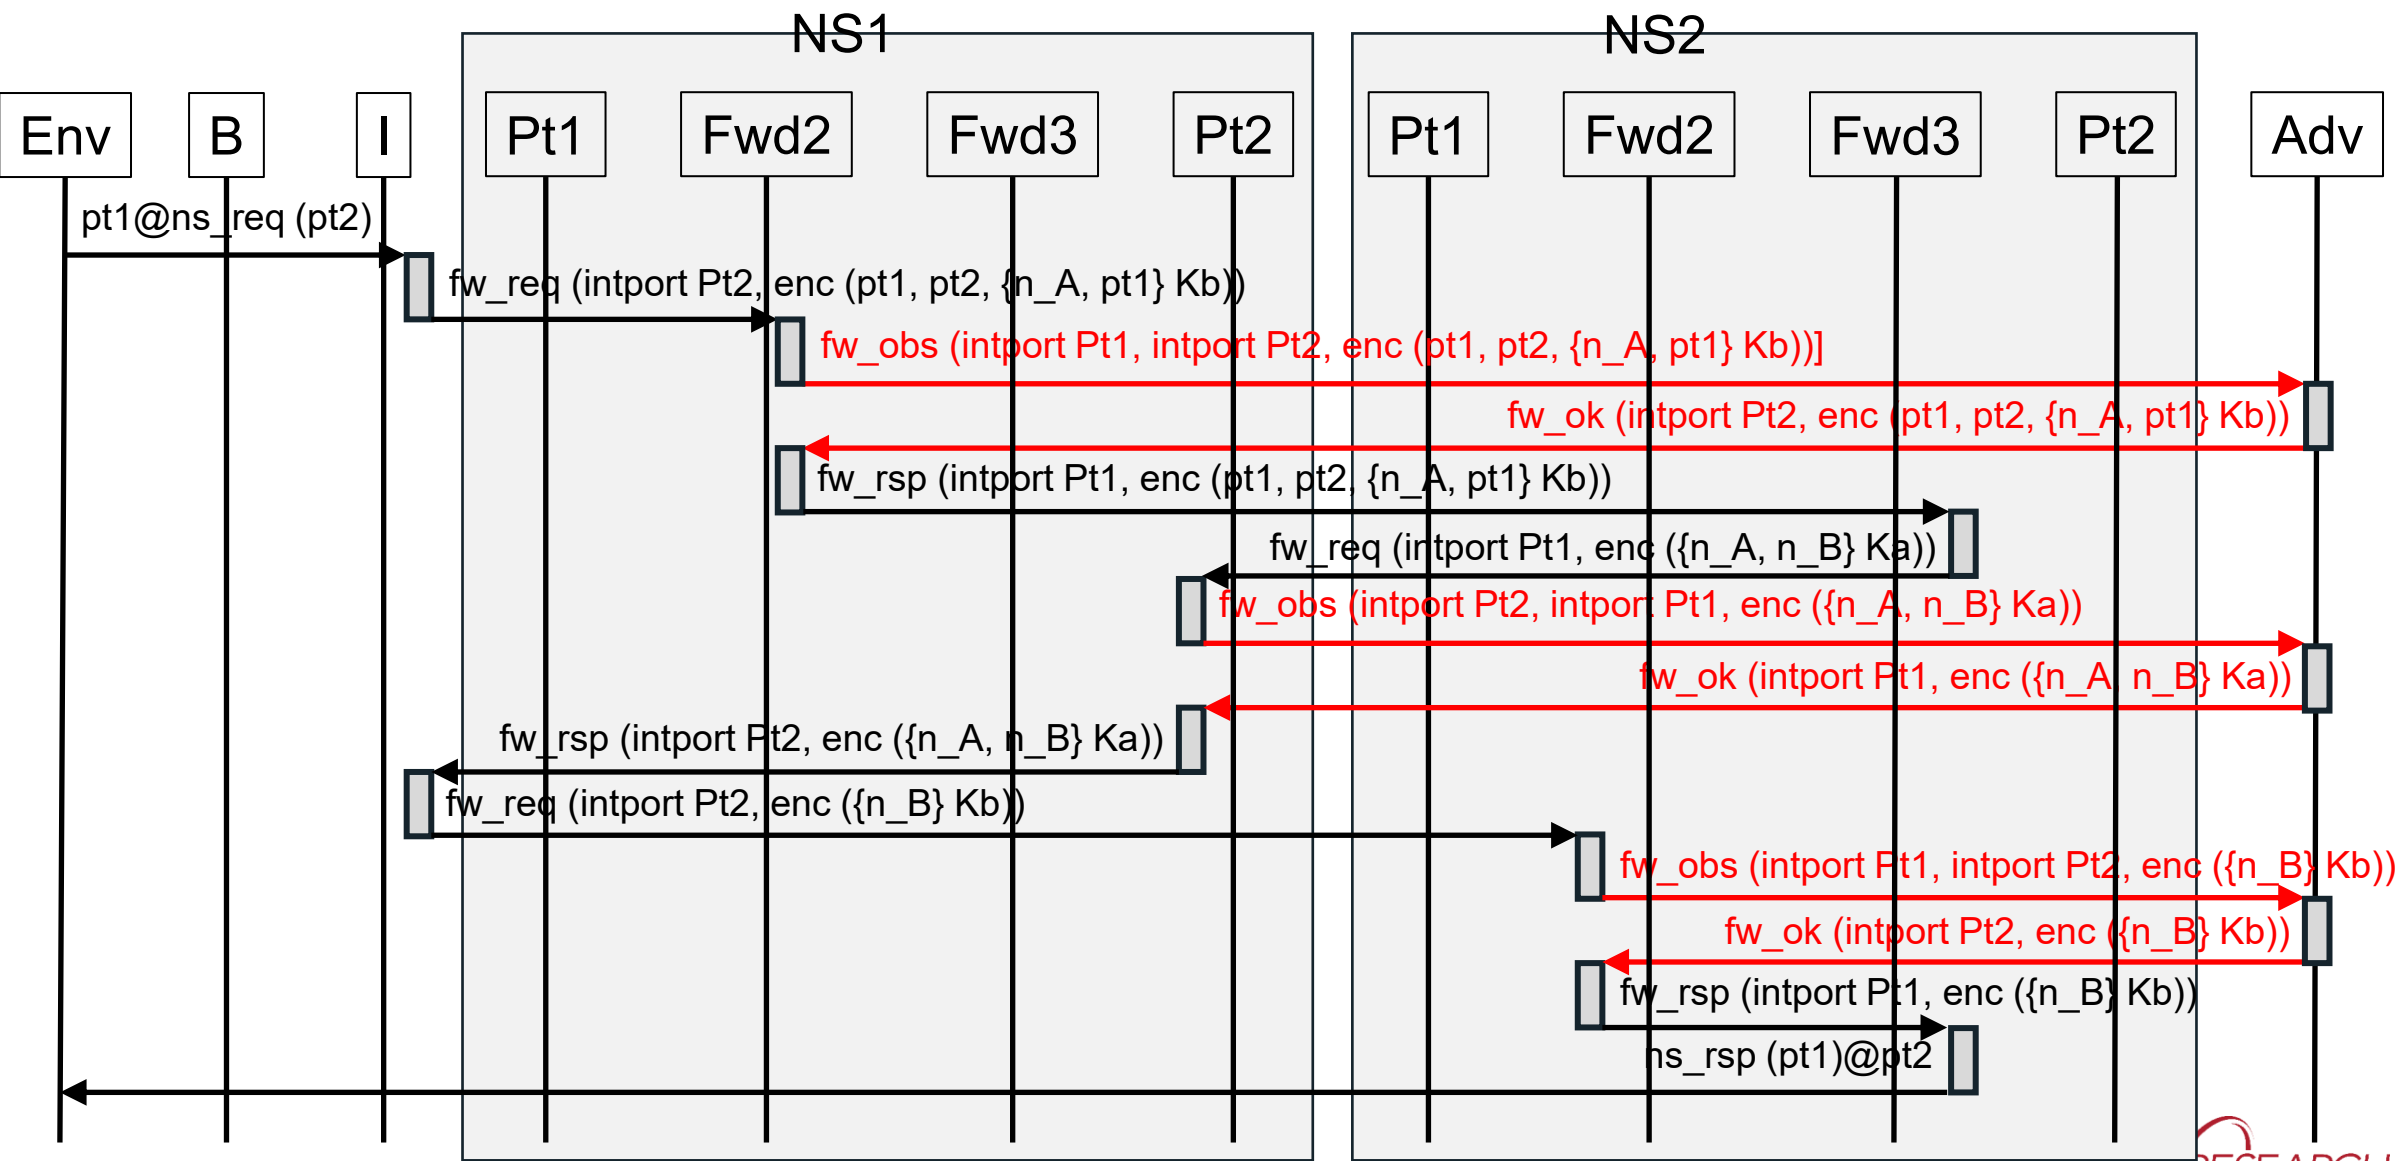 NS1
NS2
Env
B
I
Pt1
Fwd2
Fwd3
Pt2
Pt1
Fwd2
Fwd3
Pt2
Adv
pt1@ns_req (pt2)
fw_req (intport Pt2, enc (pt1, pt2, {n_A, pt1} Kb))
fw_obs (intport Pt1, intport Pt2, enc (pt1, pt2, {n_A, pt1} Kb))]
fw_ok (intport Pt2, enc (pt1, pt2, {n_A, pt1} Kb))
fw_rsp (intport Pt1, enc (pt1, pt2, {n_A, pt1} Kb))
fw_req (intport Pt1, enc ({n_A, n_B} Ka))
fw_obs (intport Pt2, intport Pt1, enc ({n_A, n_B} Ka))
fw_ok (intport Pt1, enc ({n_A, n_B} Ka))
fw_rsp (intport Pt2, enc ({n_A, n_B} Ka))
fw_req (intport Pt2, enc ({n_B} Kb))
fw_obs (intport Pt1, intport Pt2, enc ({n_B} Kb))
fw_ok (intport Pt2, enc ({n_B} Kb))
fw_rsp (intport Pt1, enc ({n_B} Kb))
ns_rsp (pt1)@pt2